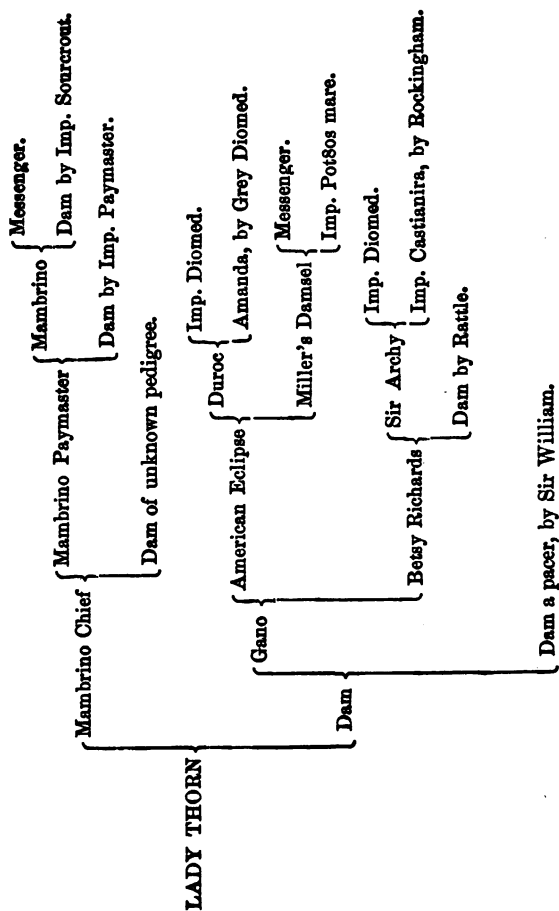 Messenger.
Mambrino
Mambrino Paymaster Dam by Imp. Sourcrout.
Mambrino Chief
Dam by Imp. Paymaster.
Dam of unknown pedigree.
LADY THORN Imp. Diomed.
Duroc
American Eclipse Amanda, by Grey Diomed.
Gano
Messenger.
Miller's Damsel
Imp. Pot8os mare.
Dam
Imp. Diomed.
Sir Archy
Imp. Castianira, by Rockingham.
Betsy Richards
Dam by Rattle.
Dam a pacer, by Sir William.